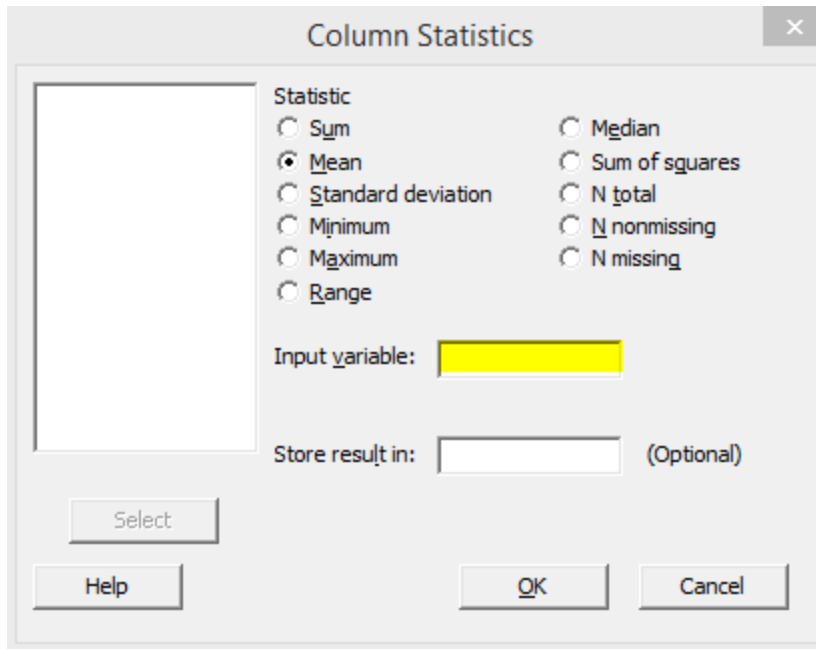 Column Statistics
Statistic
Sum
Mean
Standard deviation
Minimum
Maximum
Range
Median
Sum of squares
N total
N nonmissing
N missing
Input variable:
Store result in: (Optional)
Select
Help OK Cancel